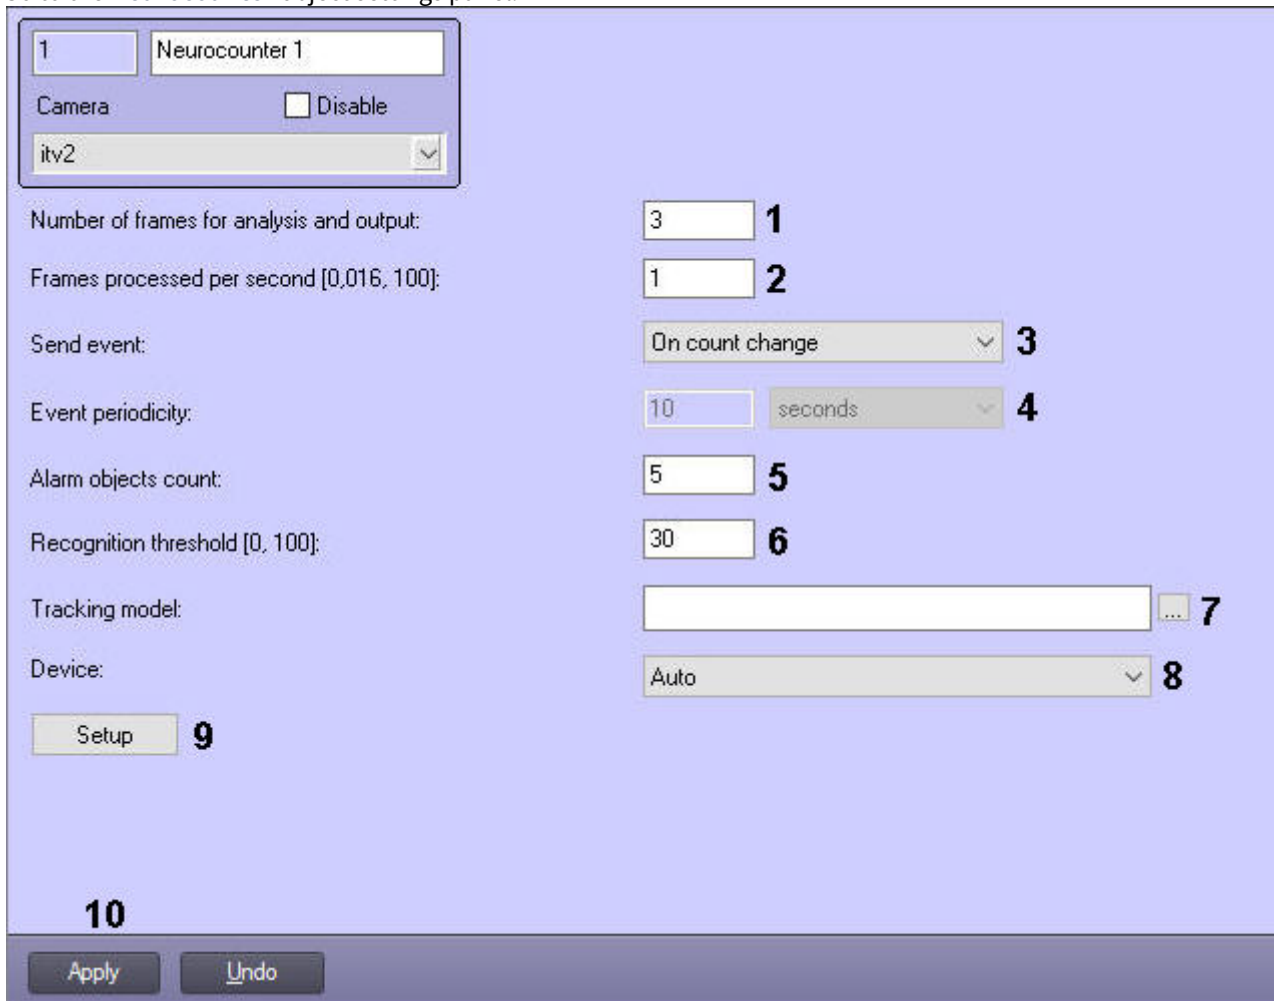 1 Neurocounter 1
Camera Disable
itv2
Number of frames for analysis and output: 3 1
Frames processed per second [0,016, 100]: 1 2
Send event: On count change 3
Event periodicity: 10 seconds 4
Alarm objects count: 5 5
Recognition threshold [0, 100]: 30 6
Tracking model: ... 7
Device: Auto 8
Setup 9
10
Apply Undo